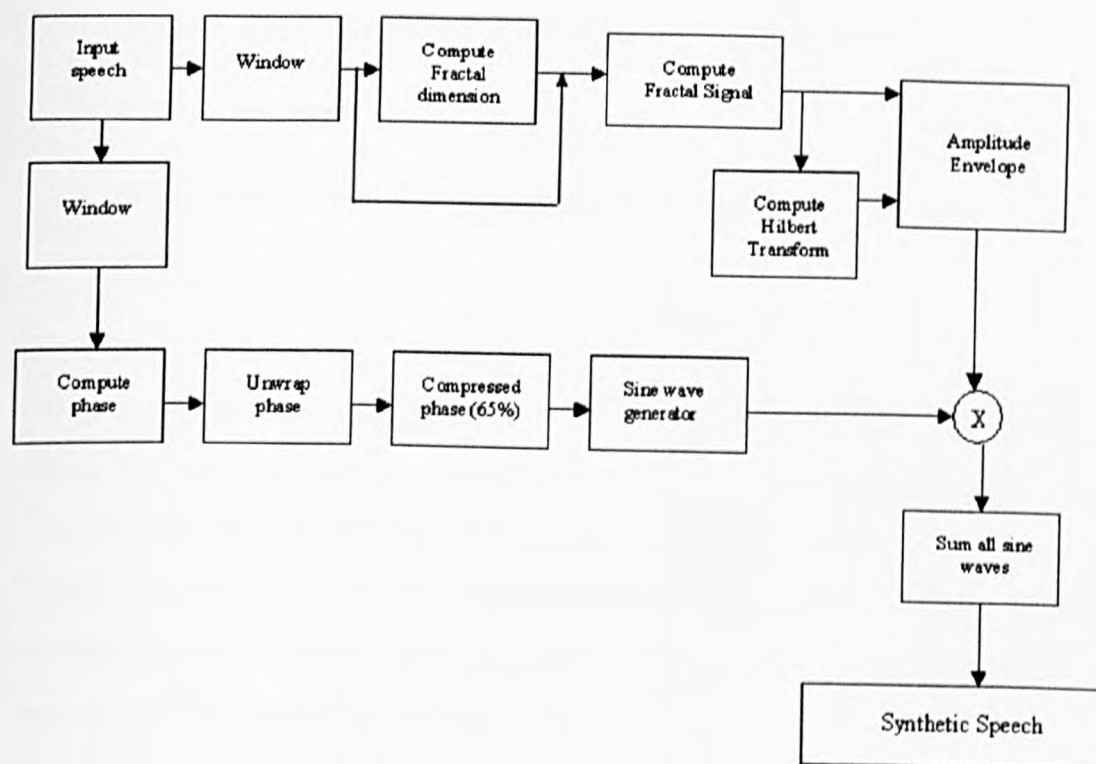 Input
speech
Window
Compute
Fractal
dimension
Compute
Fractal Signal
Amplitude
Envelope
Window
Compute
Hilbert
Transform
Compute
phase
Unwrap
phase
Compressed
phase (65%)
Sine wave
generator
X
Sum all sine
waves
Synthetic Speech